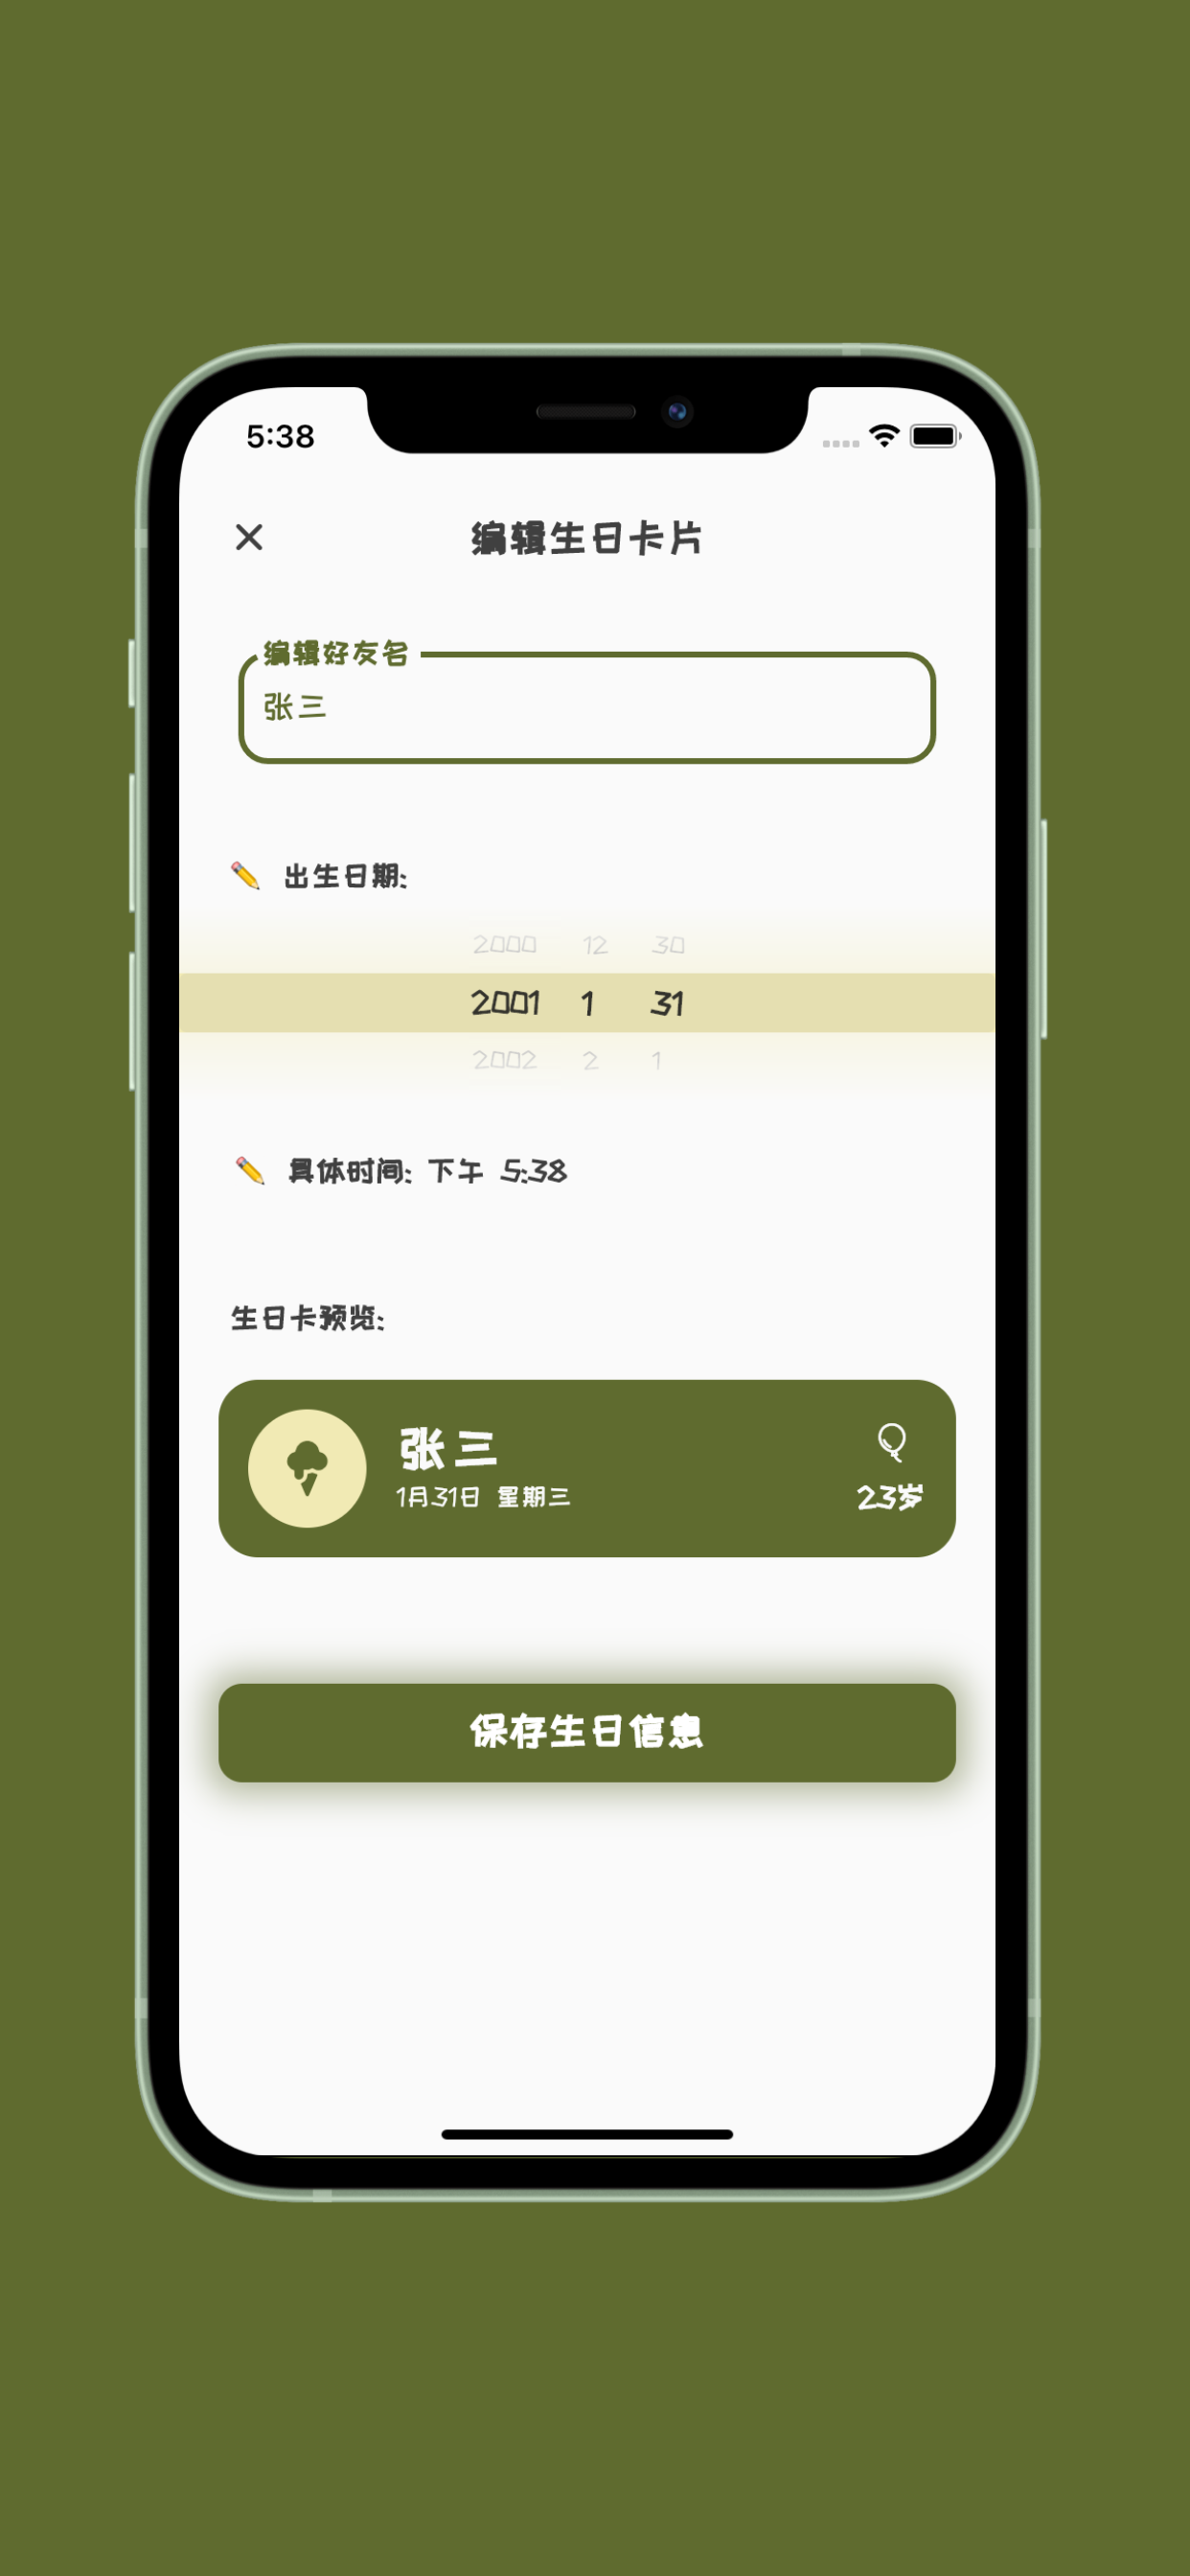 5:38
编辑生日卡片
编辑好友名
张三
✏️ 出生日期:
2000 12 30
2001 1 31
2002 2 1
✏️ 具体时间: 下午 5:38
生日卡预览:
张三
1月31日 星期三
23岁
保存生日信息